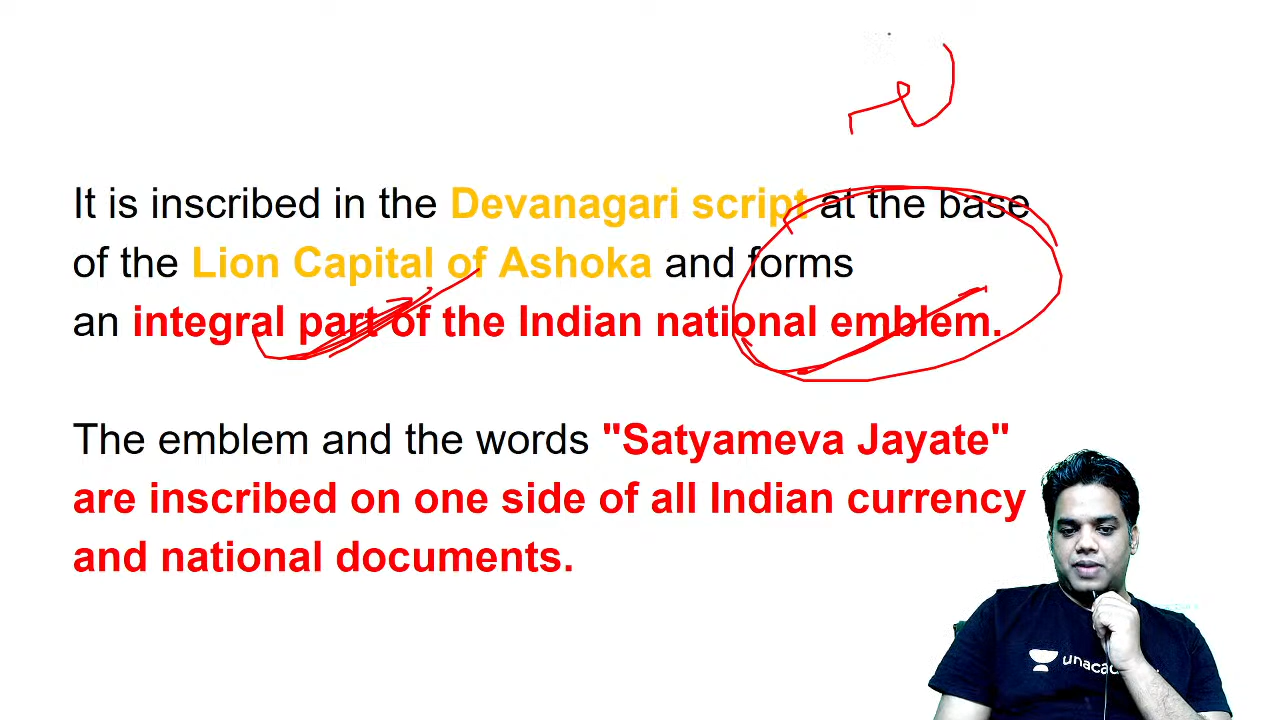 It is inscribed in the Devanagari script at the base
of the Lion Capital of Ashoka and forms
an integral part of the Indian national emblem.
The emblem and the words "Satyameva Jayate"
are inscribed on one side of all Indian currency
and national documents.